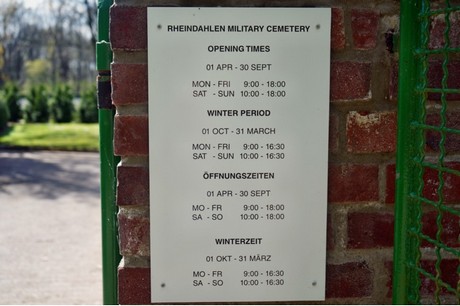 RHEINDAHLEN MILITARY CEMETERY
OPENING TIMES
01 APR - 30 SEPT
MON - FRI 9:00 - 18:00
SAT - SUN 10:00 - 18:00
WINTER PERIOD
01 OCT - 31 MARCH
MON - FRI 9:00 - 16:30
SAT - SUN 10:00 - 16:30
ÖFFNUNGSZEITEN
01 APR - 30 SEPT
MO - FR 9:00 - 18:00
SA - SO 10:00 - 18:00
WINTERZEIT
01 OKT - 31 MÄRZ
MO - FR 9:00 - 16:30
SA - SO 10:00 - 16:30